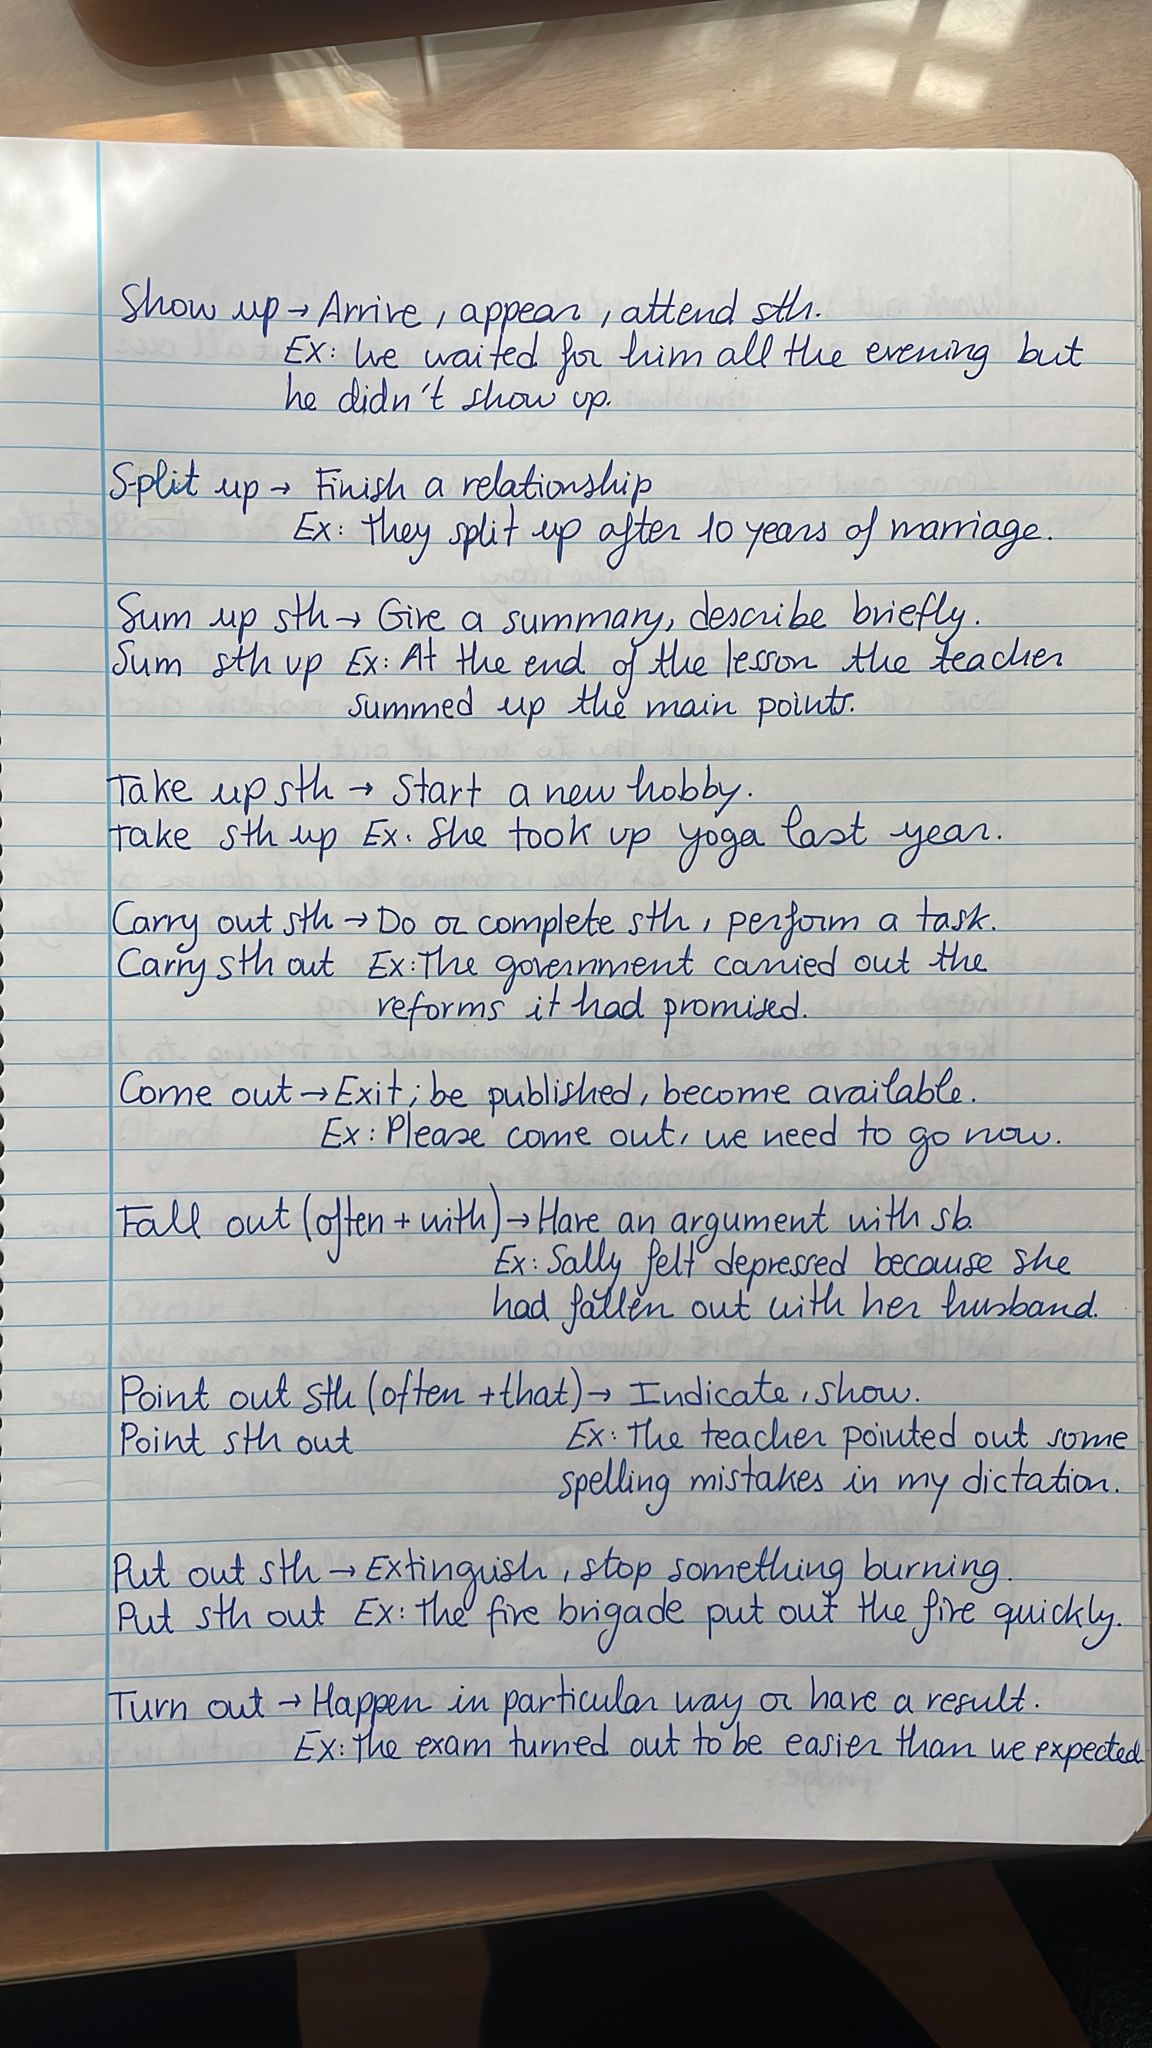 Show up → Arrive, appear, attend sth.
Ex: We waited for him all the evening but
he didn't show up.
Split up → Finish a relationship
Ex: They split up after 10 years of marriage.
Sum up sth → Give a summary, describe briefly.
Sum sth up Ex: At the end of the lesson the teacher
summed up the main points.
Take up sth → Start a new hobby.
Take sth up Ex: She took up yoga last year.
Carry out sth → Do or complete sth, perform a task.
Carry sth out Ex: The government carried out the
reforms it had promised.
Come out → Exit; be published, become available.
Ex: Please come out, we need to go now.
Fall out (often + with) → Have an argument with sb.
Ex: Sally felt depressed because she
had fallen out with her husband.
Point out sth (often + that) → Indicate, show.
Point sth out Ex: The teacher pointed out some
spelling mistakes in my dictation.
Put out sth → Extinguish, stop something burning.
Put sth out Ex: The fire brigade put out the fire quickly.
Turn out → Happen in particular way or have a result.
Ex: The exam turned out to be easier than we expected